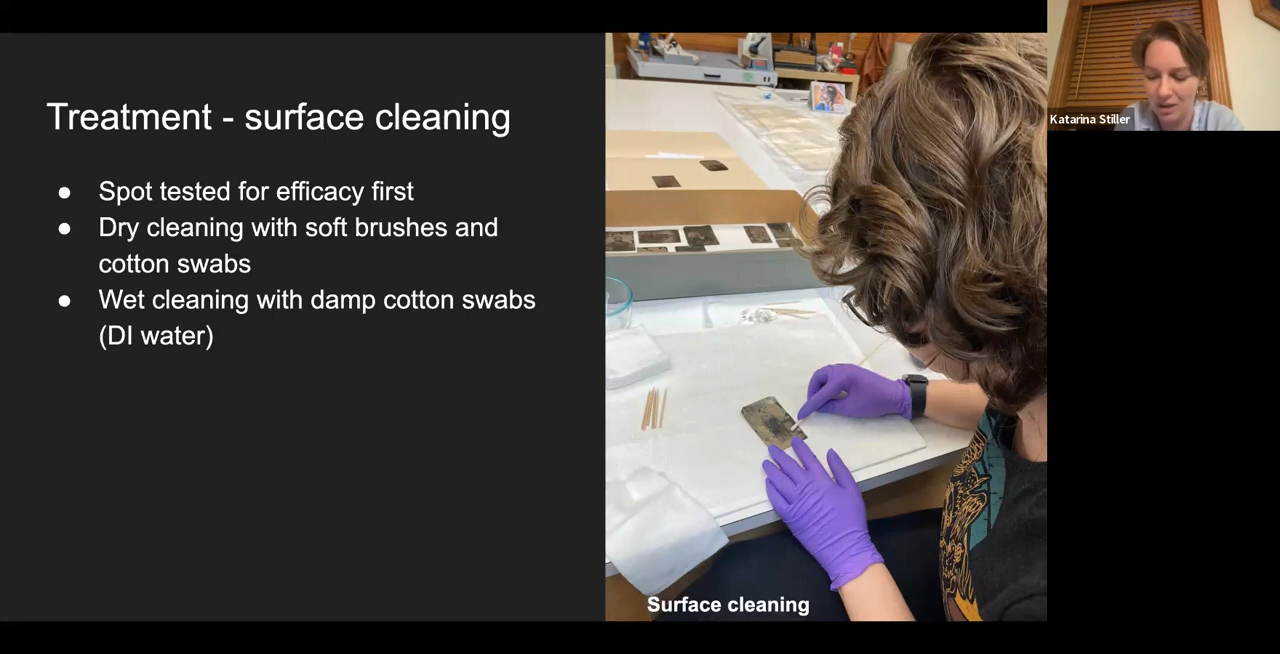 Treatment - surface cleaning
● Spot tested for efficacy first
● Dry cleaning with soft brushes and
cotton swabs
● Wet cleaning with damp cotton swabs
(DI water)
Surface cleaning
Katarina Stiller